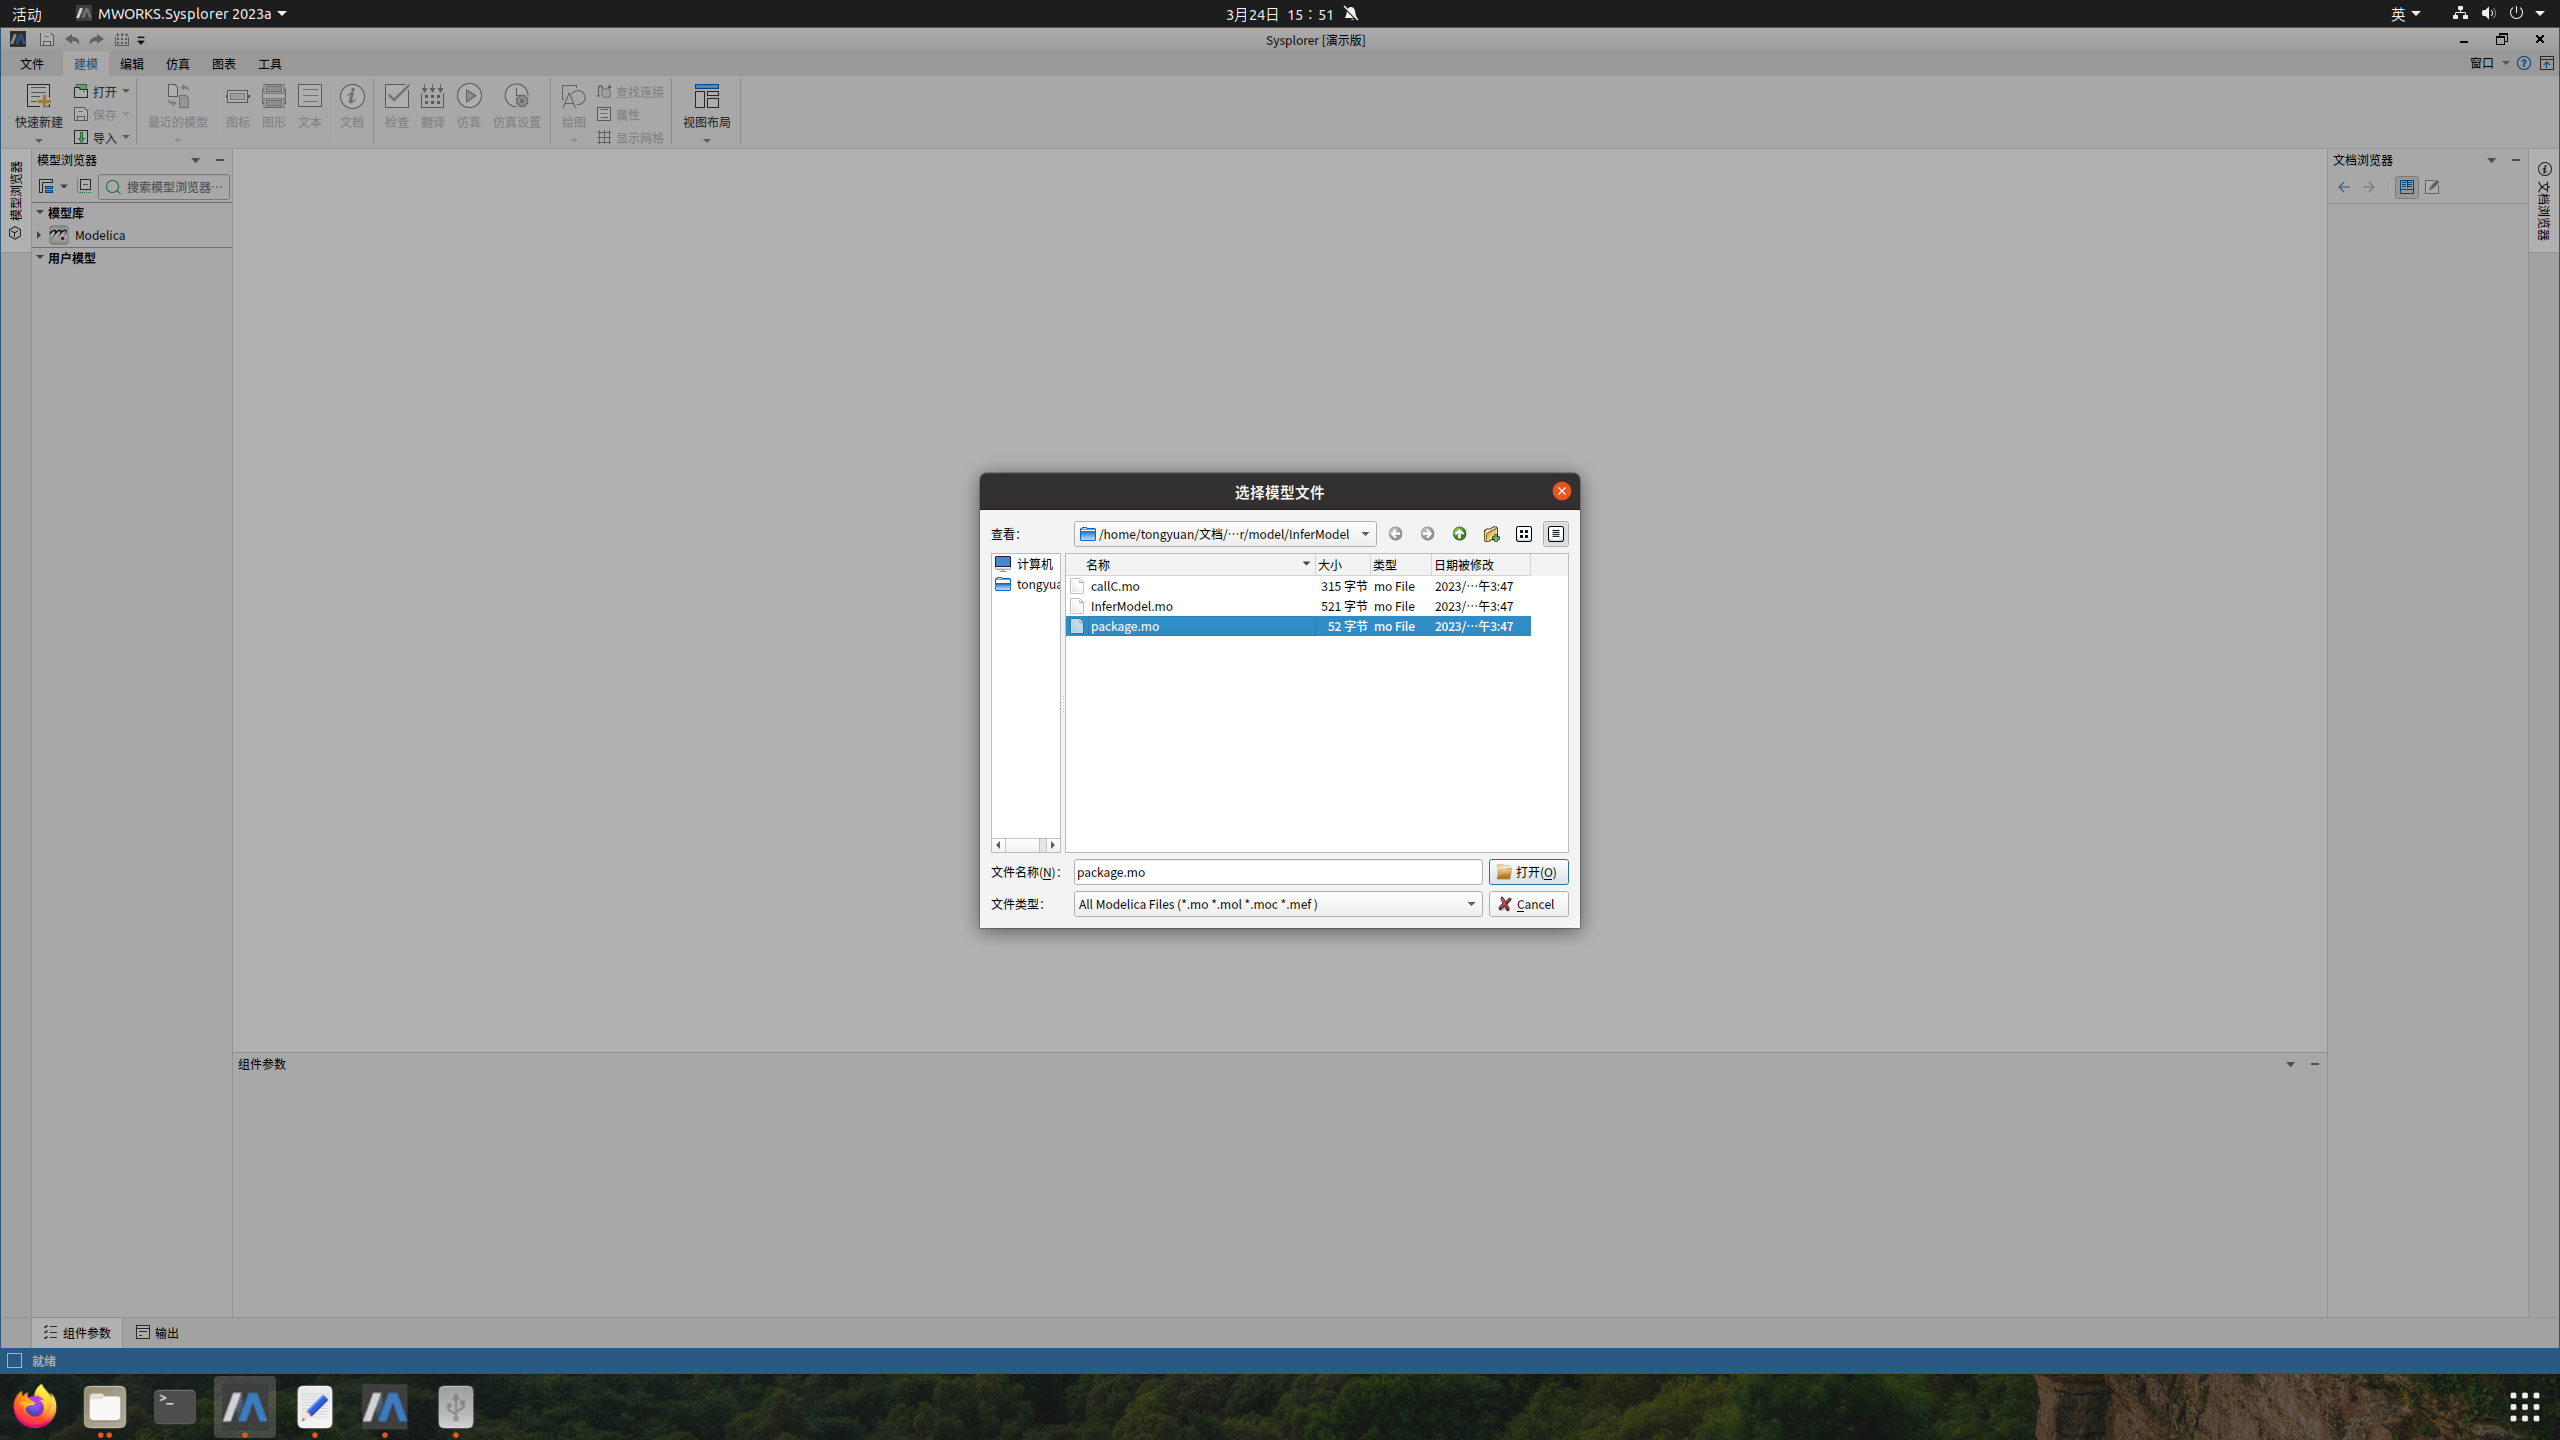 活动 MWORKS.Sysplorer 2023a 3月24日 15：51 英
Sysplorer [演示版]
文件 建模 编辑 仿真 图表 工具 窗口
快速新建 打开 保存 导入 最近的模型 图标 图形 文本 文档 检查 翻译 仿真 仿真设置 绘图 查找连接 属性 显示网格 视图布局
模型浏览器
模型浏览器
搜索模型浏览器…
模型库
Modelica
用户模型
文档浏览器
文档浏览器
选择模型文件
查看： /home/tongyuan/文档/…r/model/InferModel
计算机
tongyua
名称 大小 类型 日期被修改
callC.mo 315 字节 mo File 2023/…午3:47
InferModel.mo 521 字节 mo File 2023/…午3:47
package.mo 52 字节 mo File 2023/…午3:47
文件名称(N)： package.mo 打开(O)
文件类型： All Modelica Files (*.mo *.mol *.moc *.mef ) Cancel
组件参数
组件参数 输出
就绪